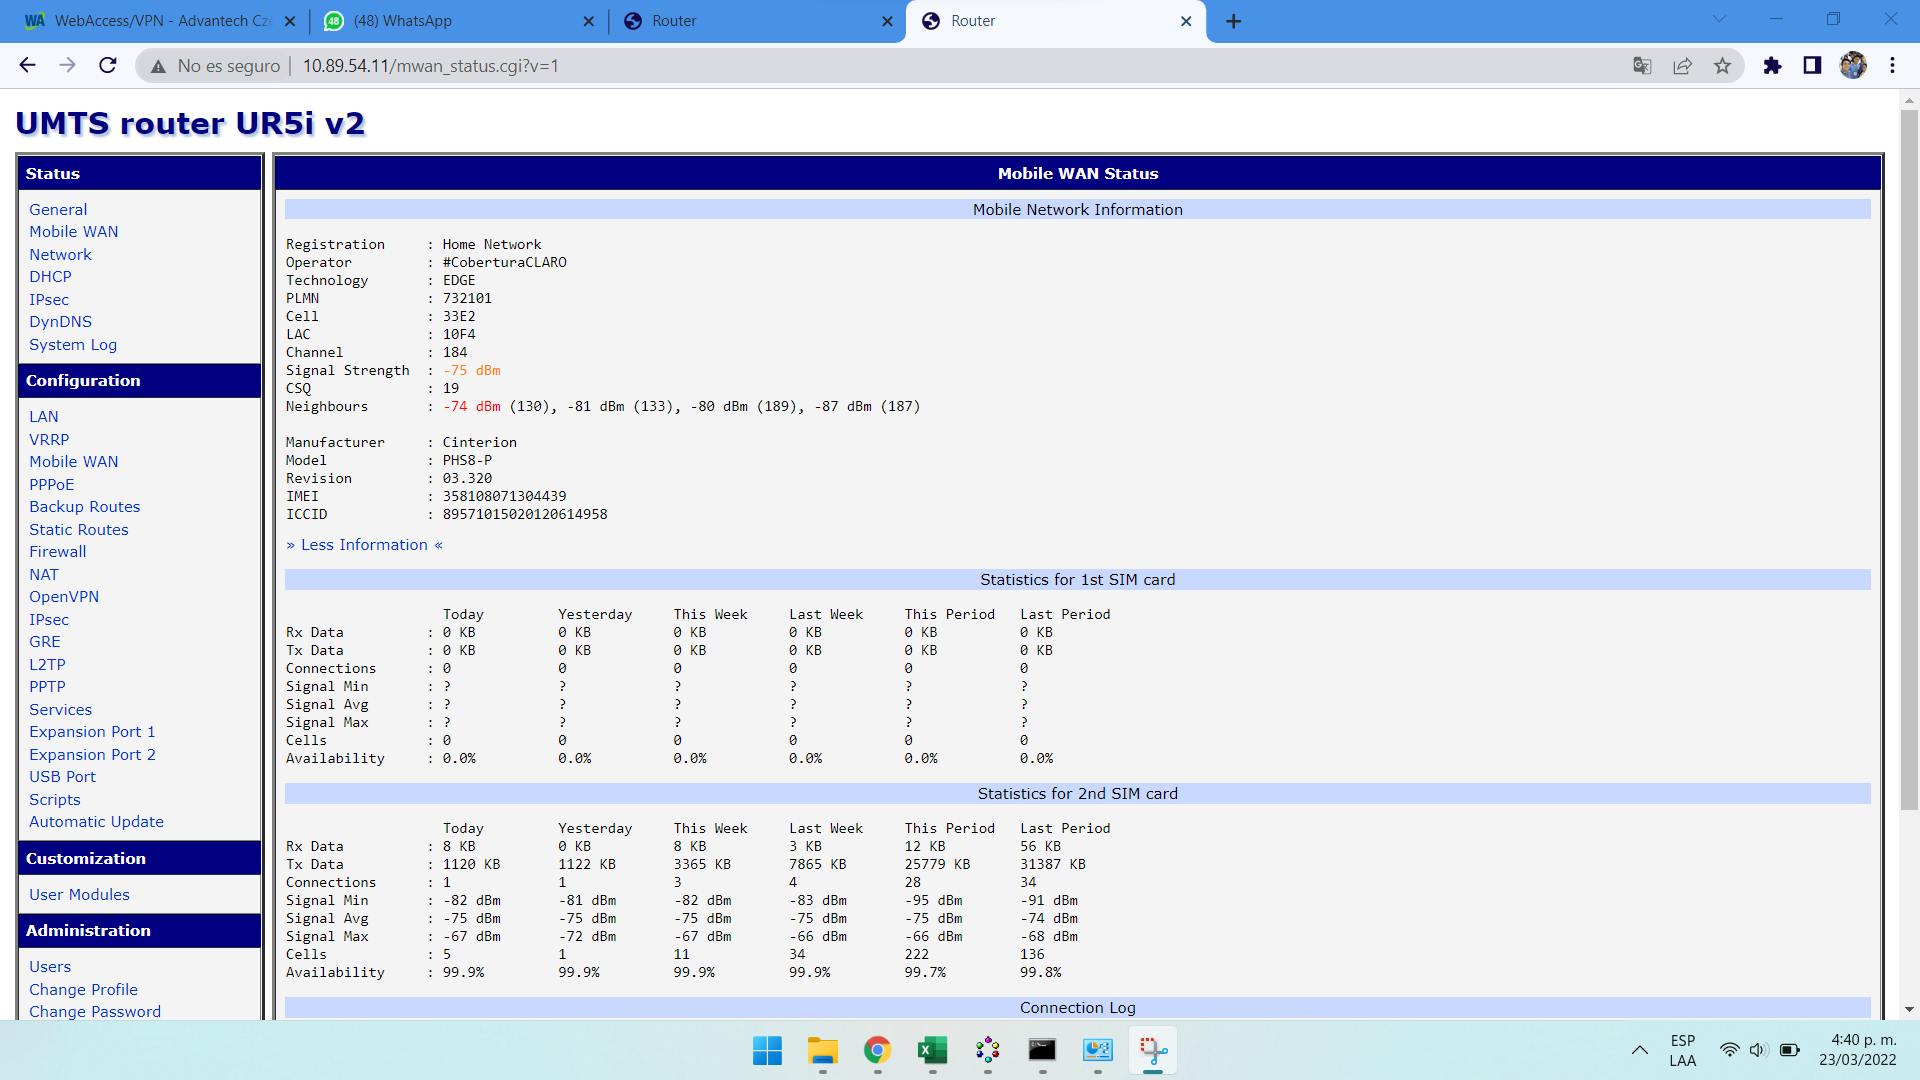 WebAccess/VPN - Advantech Cze
(48) WhatsApp
Router
Router
No es seguro
10.89.54.11/mwan_status.cgi?v=1
UMTS router UR5i v2
Status
General
Mobile WAN
Network
DHCP
IPsec
DynDNS
System Log
Configuration
LAN
VRRP
Mobile WAN
PPPoE
Backup Routes
Static Routes
Firewall
NAT
OpenVPN
IPsec
GRE
L2TP
PPTP
Services
Expansion Port 1
Expansion Port 2
USB Port
Scripts
Automatic Update
Customization
User Modules
Administration
Users
Change Profile
Change Password
Mobile WAN Status
Mobile Network Information
Registration : Home Network
Operator : #CoberturaCLARO
Technology : EDGE
PLMN : 732101
Cell : 33E2
LAC : 10F4
Channel : 184
Signal Strength : -75 dBm
CSQ : 19
Neighbours : -74 dBm (130), -81 dBm (133), -80 dBm (189), -87 dBm (187)
Manufacturer : Cinterion
Model : PHS8-P
Revision : 03.320
IMEI : 358108071304439
ICCID : 89571015020120614958
» Less Information «
Statistics for 1st SIM card
Today Yesterday This Week Last Week This Period Last Period
Rx Data : 0 KB 0 KB 0 KB 0 KB 0 KB 0 KB
Tx Data : 0 KB 0 KB 0 KB 0 KB 0 KB 0 KB
Connections : 0 0 0 0 0 0
Signal Min : ? ? ? ? ? ?
Signal Avg : ? ? ? ? ? ?
Signal Max : ? ? ? ? ? ?
Cells : 0 0 0 0 0 0
Availability : 0.0% 0.0% 0.0% 0.0% 0.0% 0.0%
Statistics for 2nd SIM card
Today Yesterday This Week Last Week This Period Last Period
Rx Data : 8 KB 0 KB 8 KB 3 KB 12 KB 56 KB
Tx Data : 1120 KB 1122 KB 3365 KB 7865 KB 25779 KB 31387 KB
Connections : 1 1 3 4 28 34
Signal Min : -82 dBm -81 dBm -82 dBm -83 dBm -95 dBm -91 dBm
Signal Avg : -75 dBm -75 dBm -75 dBm -75 dBm -75 dBm -74 dBm
Signal Max : -67 dBm -72 dBm -67 dBm -66 dBm -66 dBm -68 dBm
Cells : 5 1 11 34 222 136
Availability : 99.9% 99.9% 99.9% 99.9% 99.7% 99.8%
Connection Log
ESP
LAA
4:40 p. m.
23/03/2022